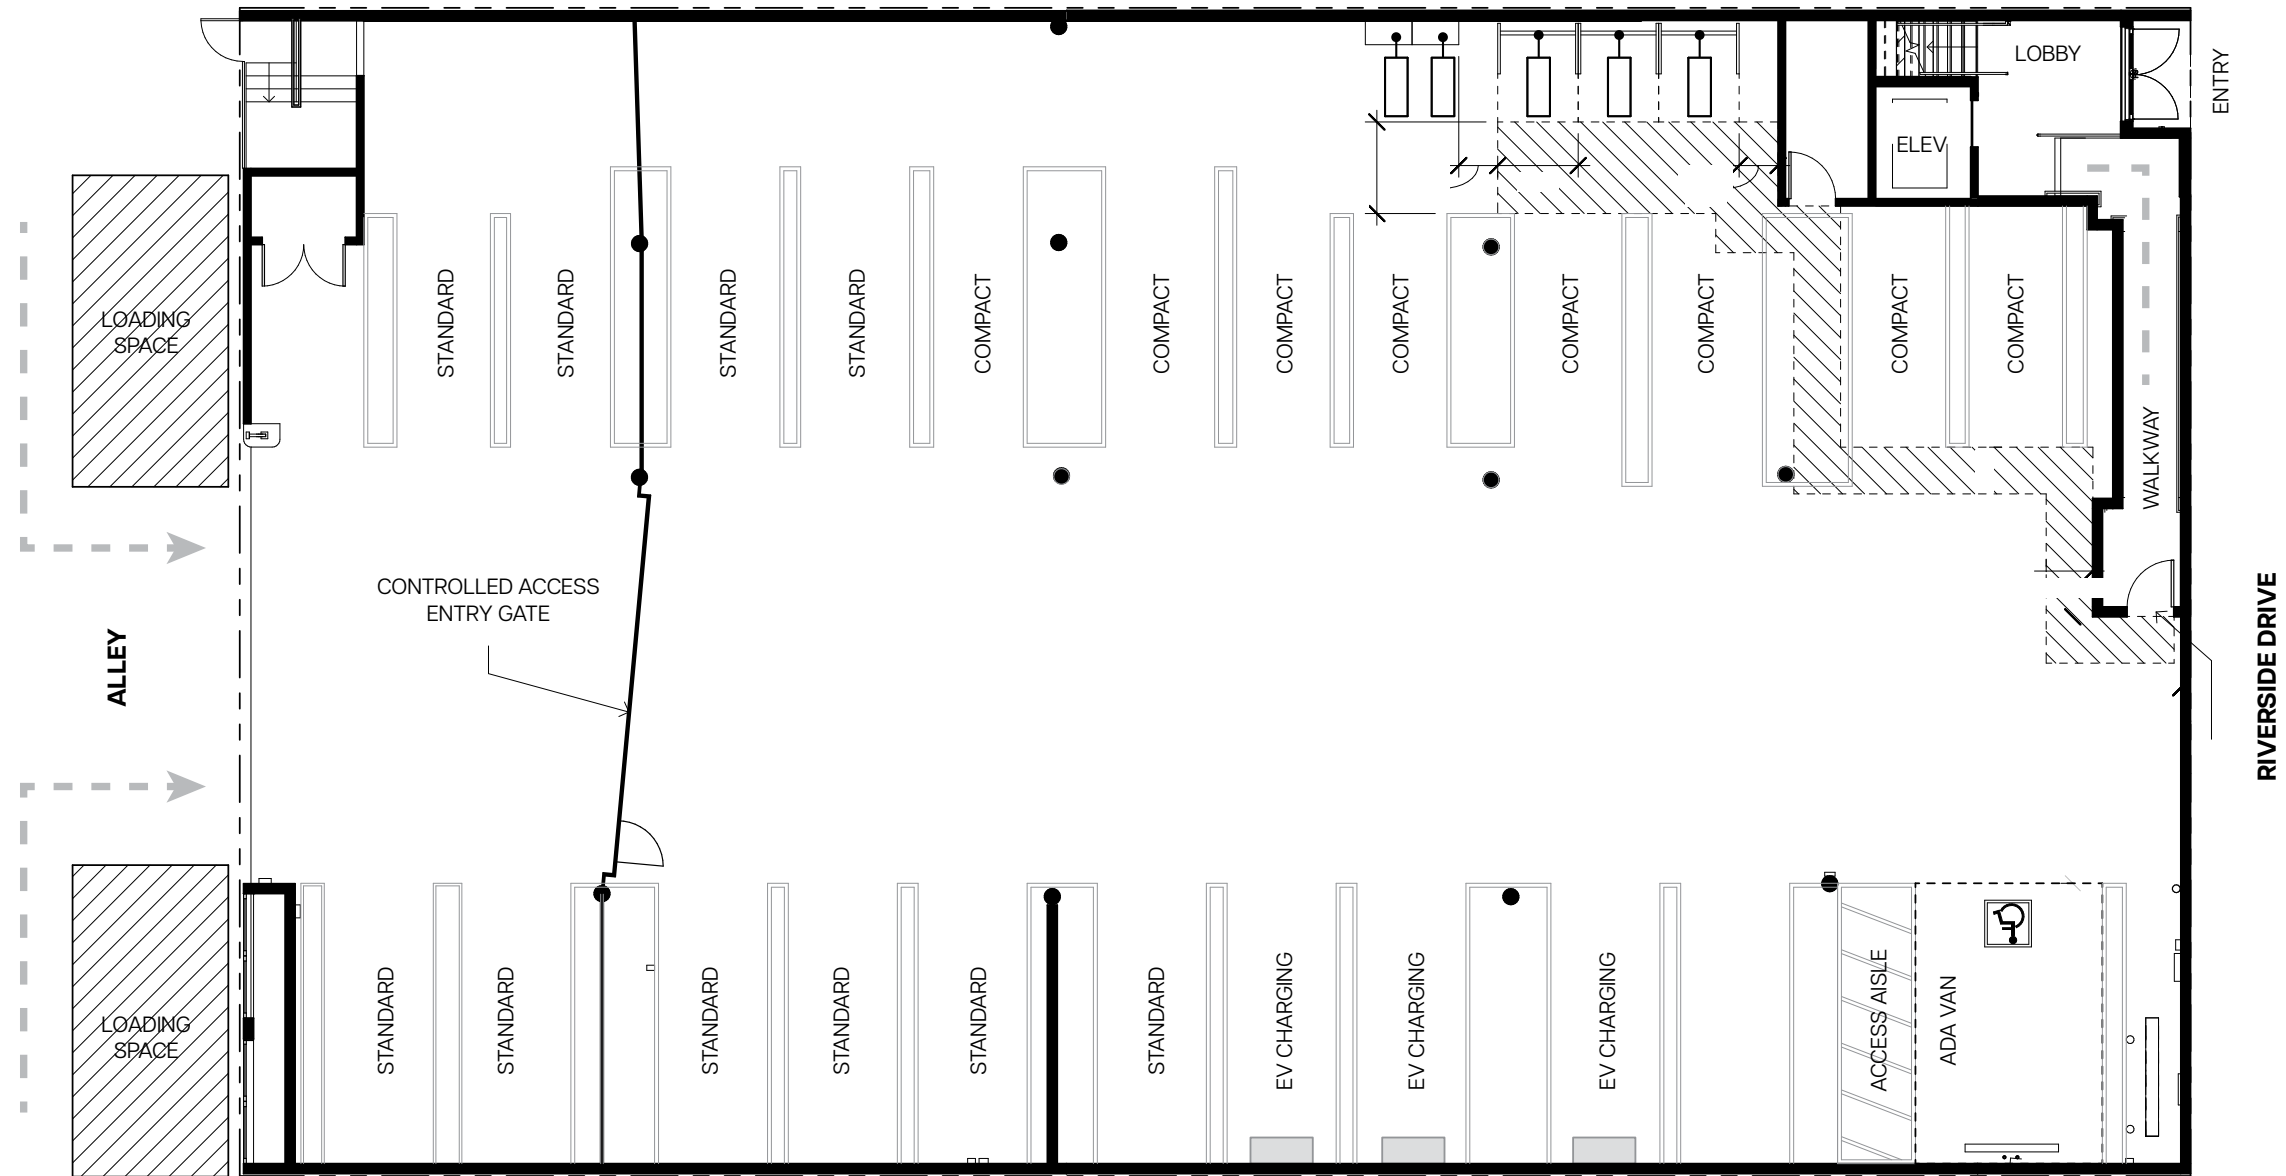 LOBBY
ENTRY
ELEV
LOADING
SPACE
STANDARD
STANDARD
STANDARD
STANDARD
COMPACT
COMPACT
COMPACT
COMPACT
COMPACT
COMPACT
COMPACT
COMPACT
WALKWAY
CONTROLLED ACCESS
ENTRY GATE
ALLEY
RIVERSIDE DRIVE
LOADING
SPACE
STANDARD
STANDARD
STANDARD
STANDARD
STANDARD
STANDARD
EV CHARGING
EV CHARGING
EV CHARGING
ACCESS AISLE
ADA VAN